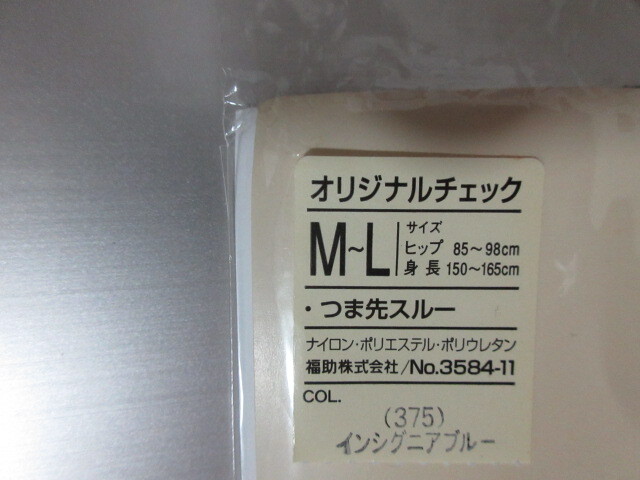 オリジナルチェック
M~L
サイズ
ヒップ 85~98cm
身長 150~165cm
・つま先スルー
ナイロン・ポリエステル・ポリウレタン
福助株式会社/No.3584-11
COL.
(375)
インシグニアブルー